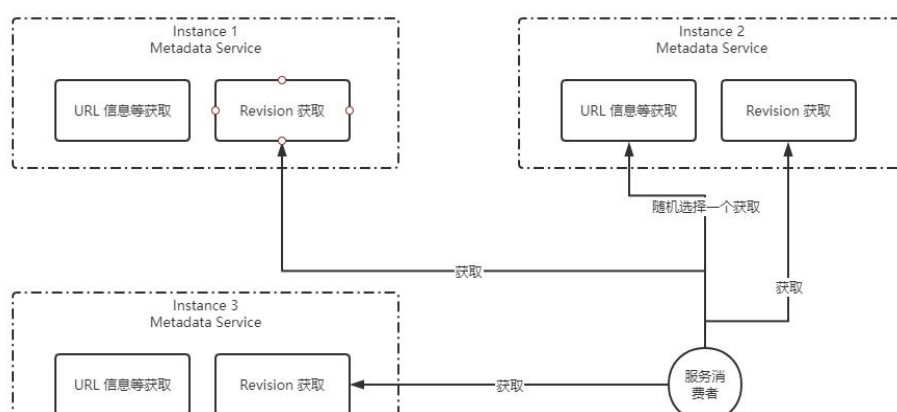 Instance 1
Metadata Service
URL 信息等获取
Revision 获取
Instance 2
Metadata Service
URL 信息等获取
Revision 获取
随机选择一个获取
获取
获取
Instance 3
Metadata Service
URL 信息等获取
Revision 获取
获取
服务消
费者